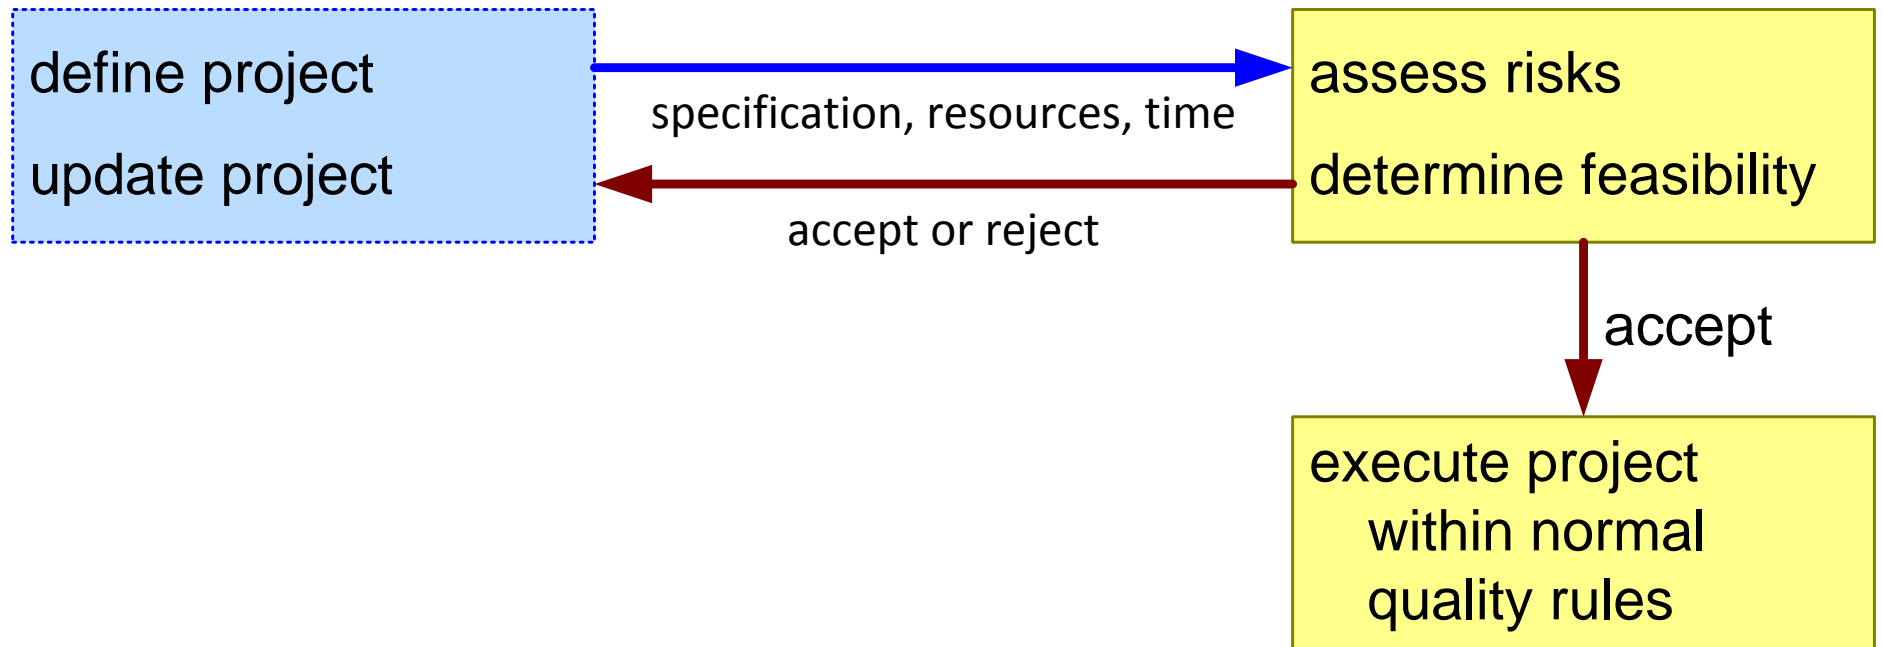 define project
update project
specification, resources, time
accept or reject
assess risks
determine feasibility
accept
execute project
within normal
quality rules